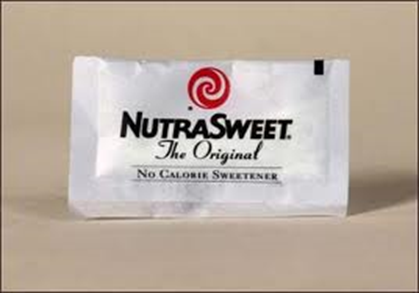 NUTRASWEET
The Original
NO CALORIE SWEETENER